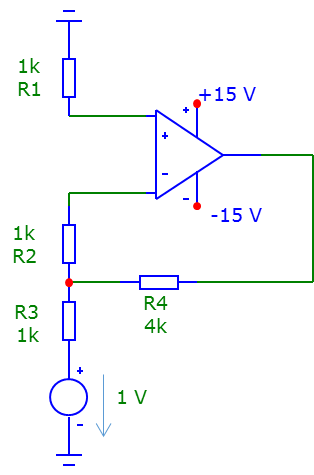 1k
R1
+15 V
+
+
-
-
-15 V
1k
R2
R4
4k
R3
1k
+
1 V
-